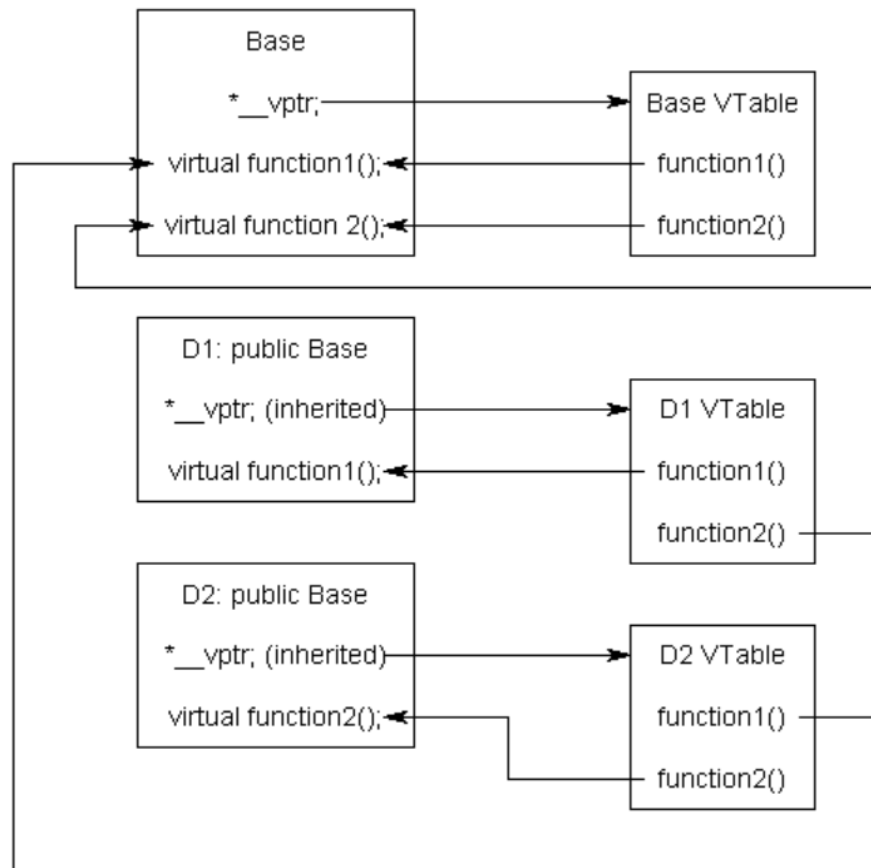 Base
*__vptr;
virtual function1();
virtual function 2();
Base VTable
function1()
function2()
D1: public Base
*__vptr; (inherited)
virtual function1();
D1 VTable
function1()
function2()
D2: public Base
*__vptr; (inherited)
virtual function2();
D2 VTable
function1()
function2()